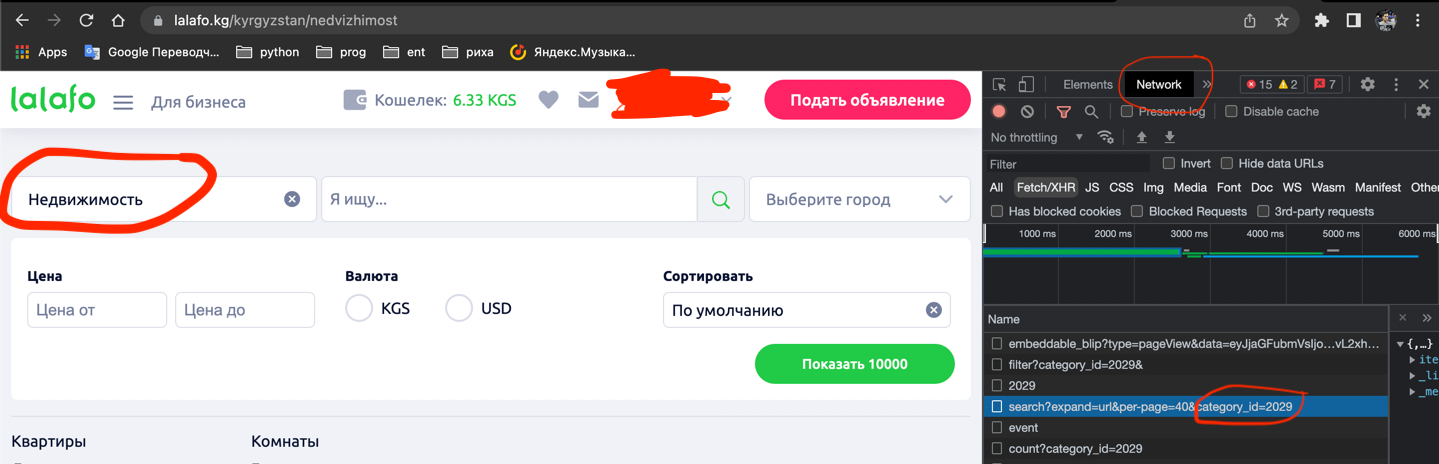 lalafo.kg/kyrgyzstan/nedvizhimost
Apps Google Переводч... python prog ent риха Яндекс.Музыка...
lalafo Для бизнеса Кошелек: 6.33 KGS Подать объявление
Недвижимость Я ищу... Выберите город
Цена Валюта Сортировать
Цена от Цена до KGS USD По умолчанию
Показать 10000
Квартиры Комнаты
Elements Network » 15 2 7
Preserve log Disable cache
No throttling
Filter Invert Hide data URLs
All Fetch/XHR JS CSS Img Media Font Doc WS Wasm Manifest Other
Has blocked cookies Blocked Requests 3rd-party requests
1000 ms 2000 ms 3000 ms 4000 ms 5000 ms 6000 ms
Name × »
embeddable_blip?type=pageView&data=eyJjaGFubmVsIjo...vL2xh... {,…}
filter?category_id=2029& ite
2029 _li
search?expand=url&per-page=40&category_id=2029 _me
event
count?category_id=2029